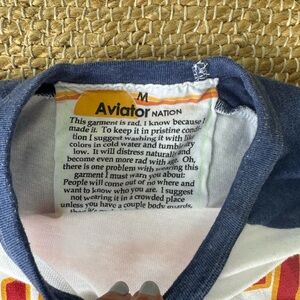 M
Aviator NATION
This garment is rad. I know because I
made it. To keep it in pristine condi-
tion I suggest washing it with like
colors in cold water and tumble dry
low. It will distress naturally and
become even more rad with age. Oh,
there is one problem with wearing this
garment I must warn you about:
People will come out of no where and
want to know who you are. I suggest
not wearing it in a crowded place
unless you have a couple body guards,